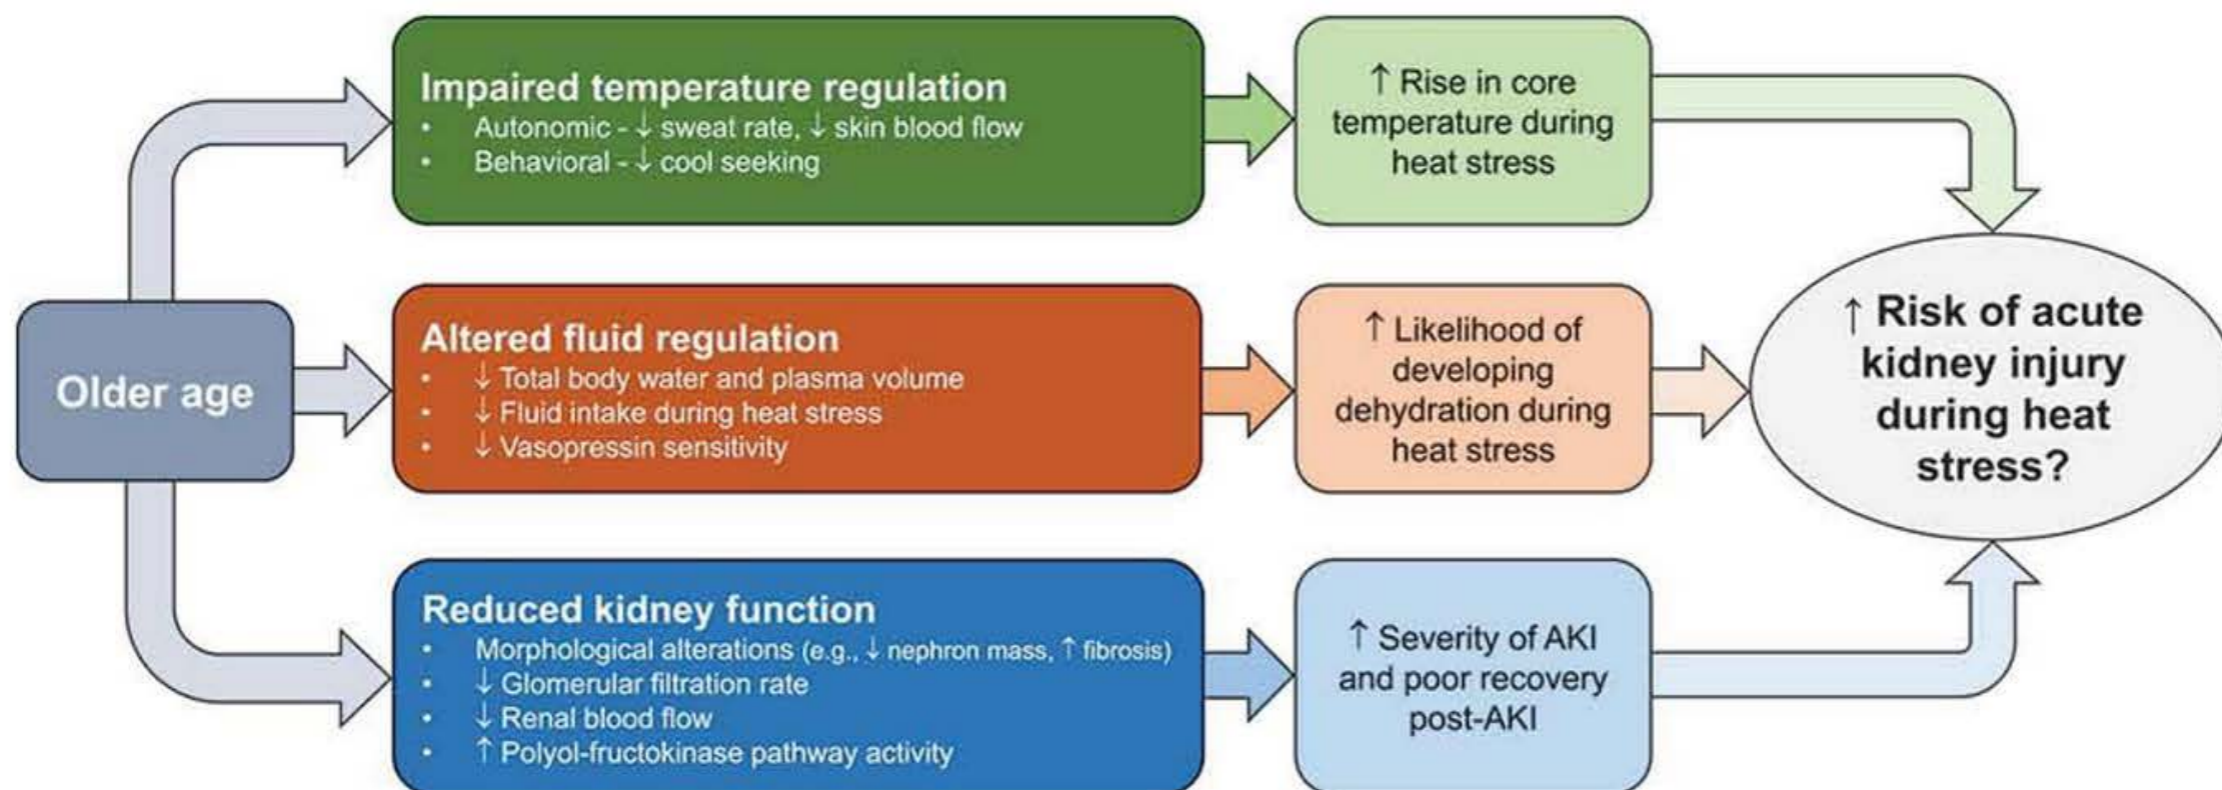 Older age
Impaired temperature regulation
• Autonomic - ↓ sweat rate, ↓ skin blood flow
• Behavioral - ↓ cool seeking
↑ Rise in core
temperature during
heat stress
Altered fluid regulation
• ↓ Total body water and plasma volume
• ↓ Fluid intake during heat stress
• ↓ Vasopressin sensitivity
↑ Likelihood of
developing
dehydration during
heat stress
Reduced kidney function
• Morphological alterations (e.g., ↓ nephron mass, ↑ fibrosis)
• ↓ Glomerular filtration rate
• ↓ Renal blood flow
• ↑ Polyol-fructokinase pathway activity
↑ Severity of AKI
and poor recovery
post-AKI
↑ Risk of acute
kidney injury
during heat
stress?